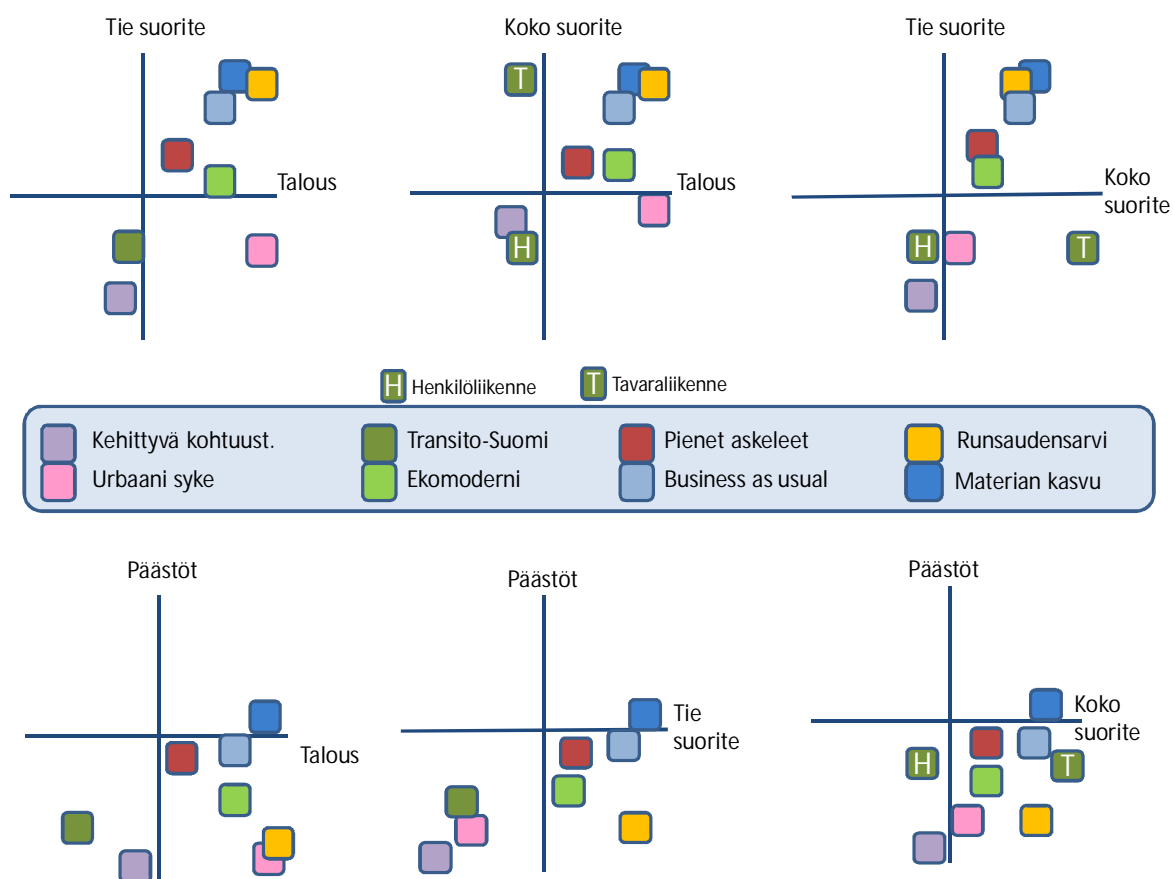 Tie suorite
Koko suorite
Tie suorite
T
Talous
Talous
Koko
suorite
H
H
T
H Henkilöliikenne
T Tavaraliikenne
Kehittyvä kohtuust.
Transito-Suomi
Pienet askeleet
Runsaudensarvi
Urbaani syke
Ekomoderni
Business as usual
Materian kasvu
Päästöt
Päästöt
Päästöt
Talous
Tie
suorite
Koko
suorite
H
T